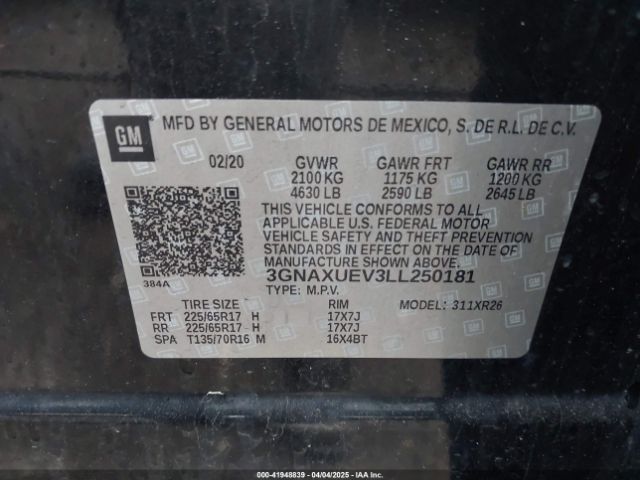 GM
MFD BY GENERAL MOTORS DE MEXICO, S. DE R.L. DE C.V.
02/20 GVWR GAWR FRT GAWR RR
2100 KG 1175 KG 1200 KG
4630 LB 2590 LB 2645 LB
THIS VEHICLE CONFORMS TO ALL
APPLICABLE U.S. FEDERAL MOTOR
VEHICLE SAFETY AND THEFT PREVENTION
STANDARDS IN EFFECT ON THE DATE OF
MANUFACTURE SHOWN ABOVE.
3GNAXUEV3LL250181
384A TYPE: M.P.V.
TIRE SIZE RIM MODEL: 311XR26
FRT 225/65R17 H 17X7J
RR 225/65R17 H 17X7J
SPA T135/70R16 M 16X4BT
000-41948839 - 04/04/2025 - IAAI.CA